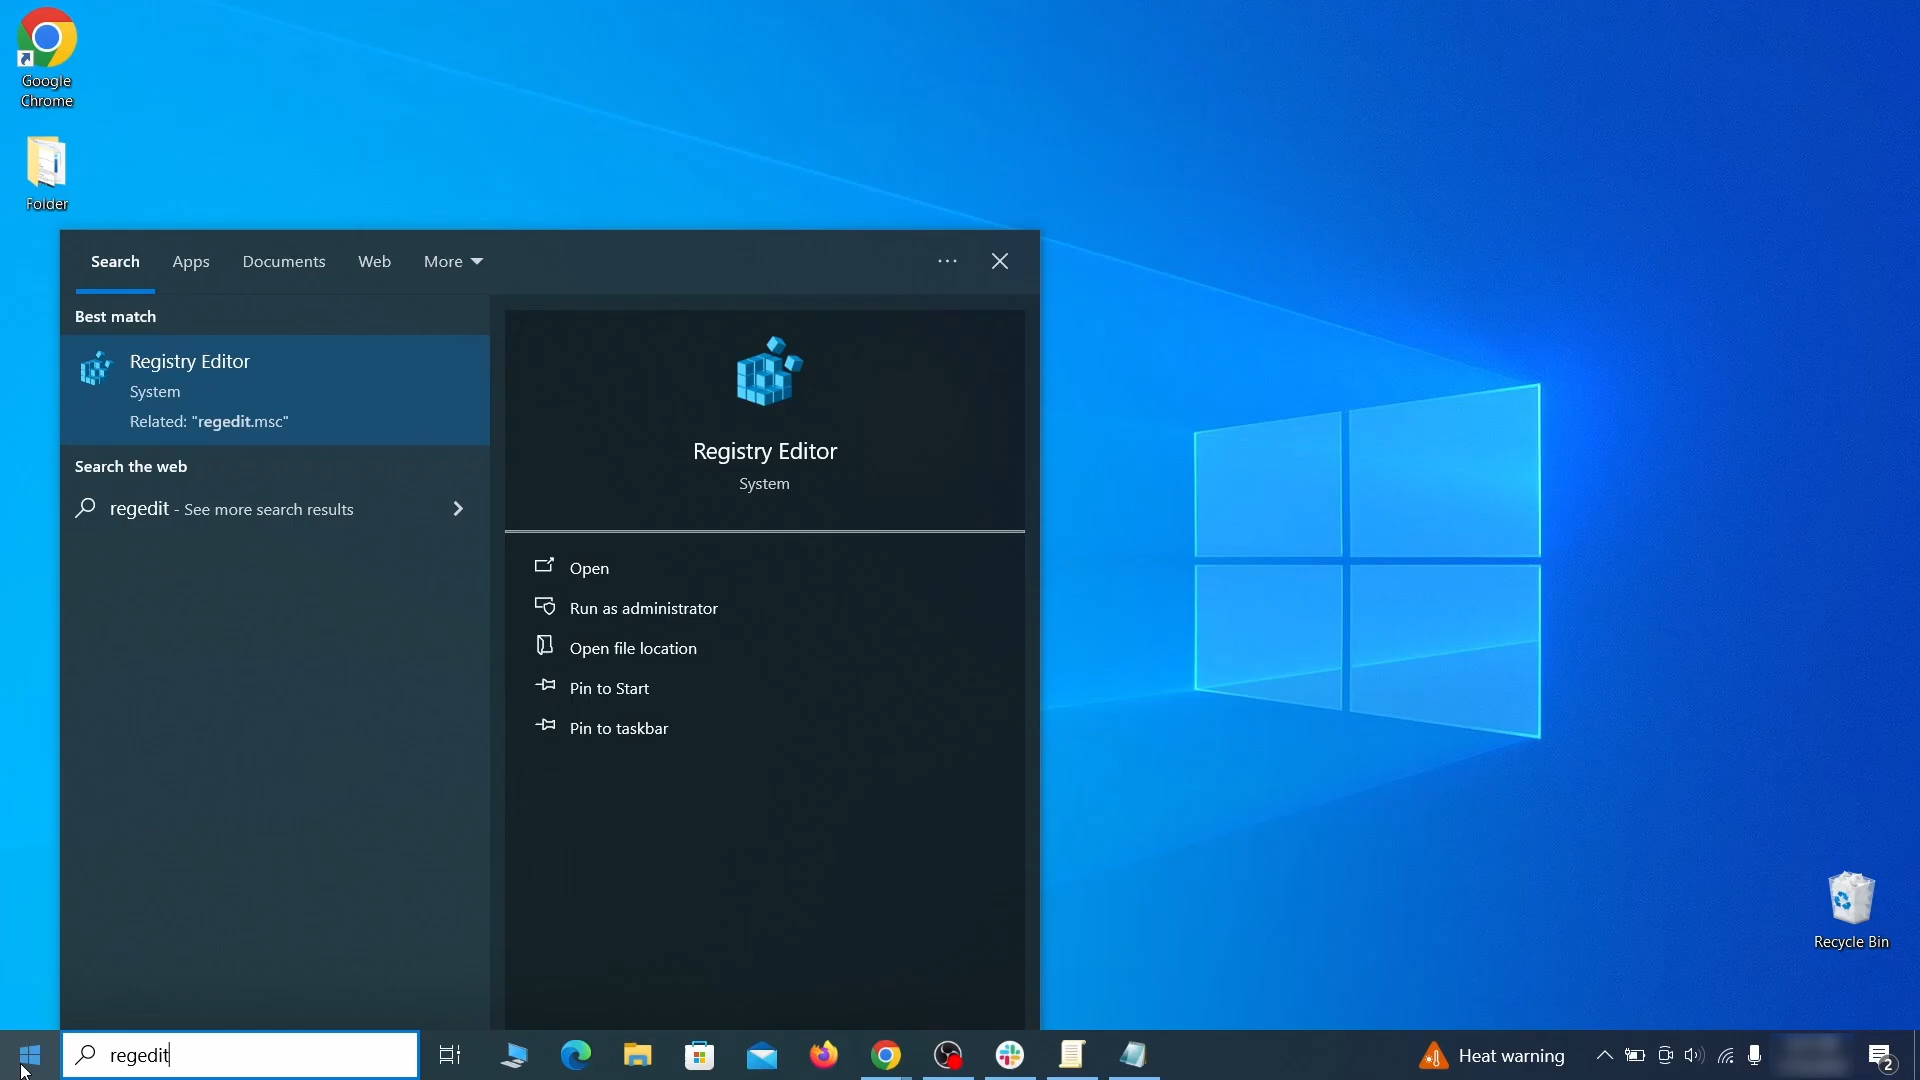 Google
Chrome
Folder
Search Apps Documents Web More
Best match
Registry Editor
System
Related: "regedit.msc"
Search the web
regedit - See more search results
Registry Editor
System
Open
Run as administrator
Open file location
Pin to Start
Pin to taskbar
Recycle Bin
regedit
Heat warning
2